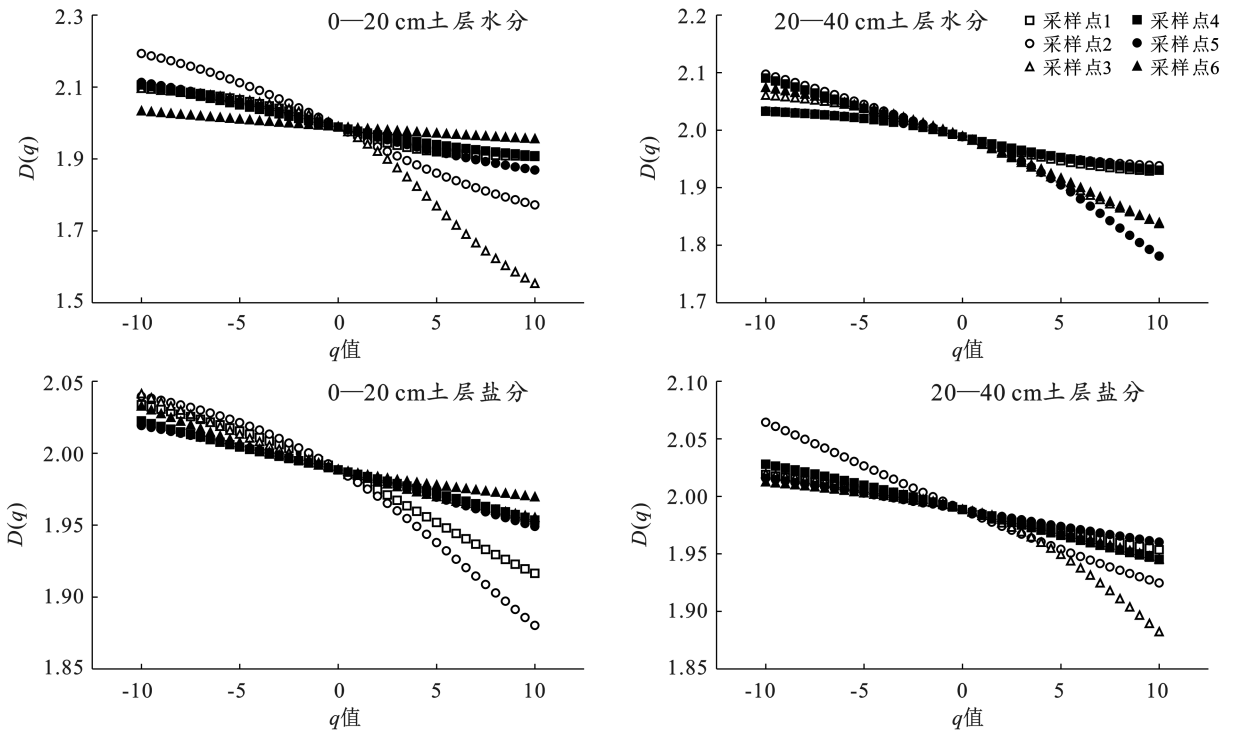 0—20 cm土层水分
2.3
2.1
1.9
1.7
1.5
D(q)
-10 -5 0 5 10
q值
20—40 cm土层水分
□ 采样点1 ■ 采样点4
○ 采样点2 ● 采样点5
△ 采样点3 ▲ 采样点6
2.2
2.1
2.0
1.9
1.8
1.7
D(q)
-10 -5 0 5 10
q值
0—20 cm土层盐分
2.05
2.00
1.95
1.90
1.85
D(q)
-10 -5 0 5 10
q值
20—40 cm土层盐分
2.10
2.05
2.00
1.95
1.90
1.85
D(q)
-10 -5 0 5 10
q值